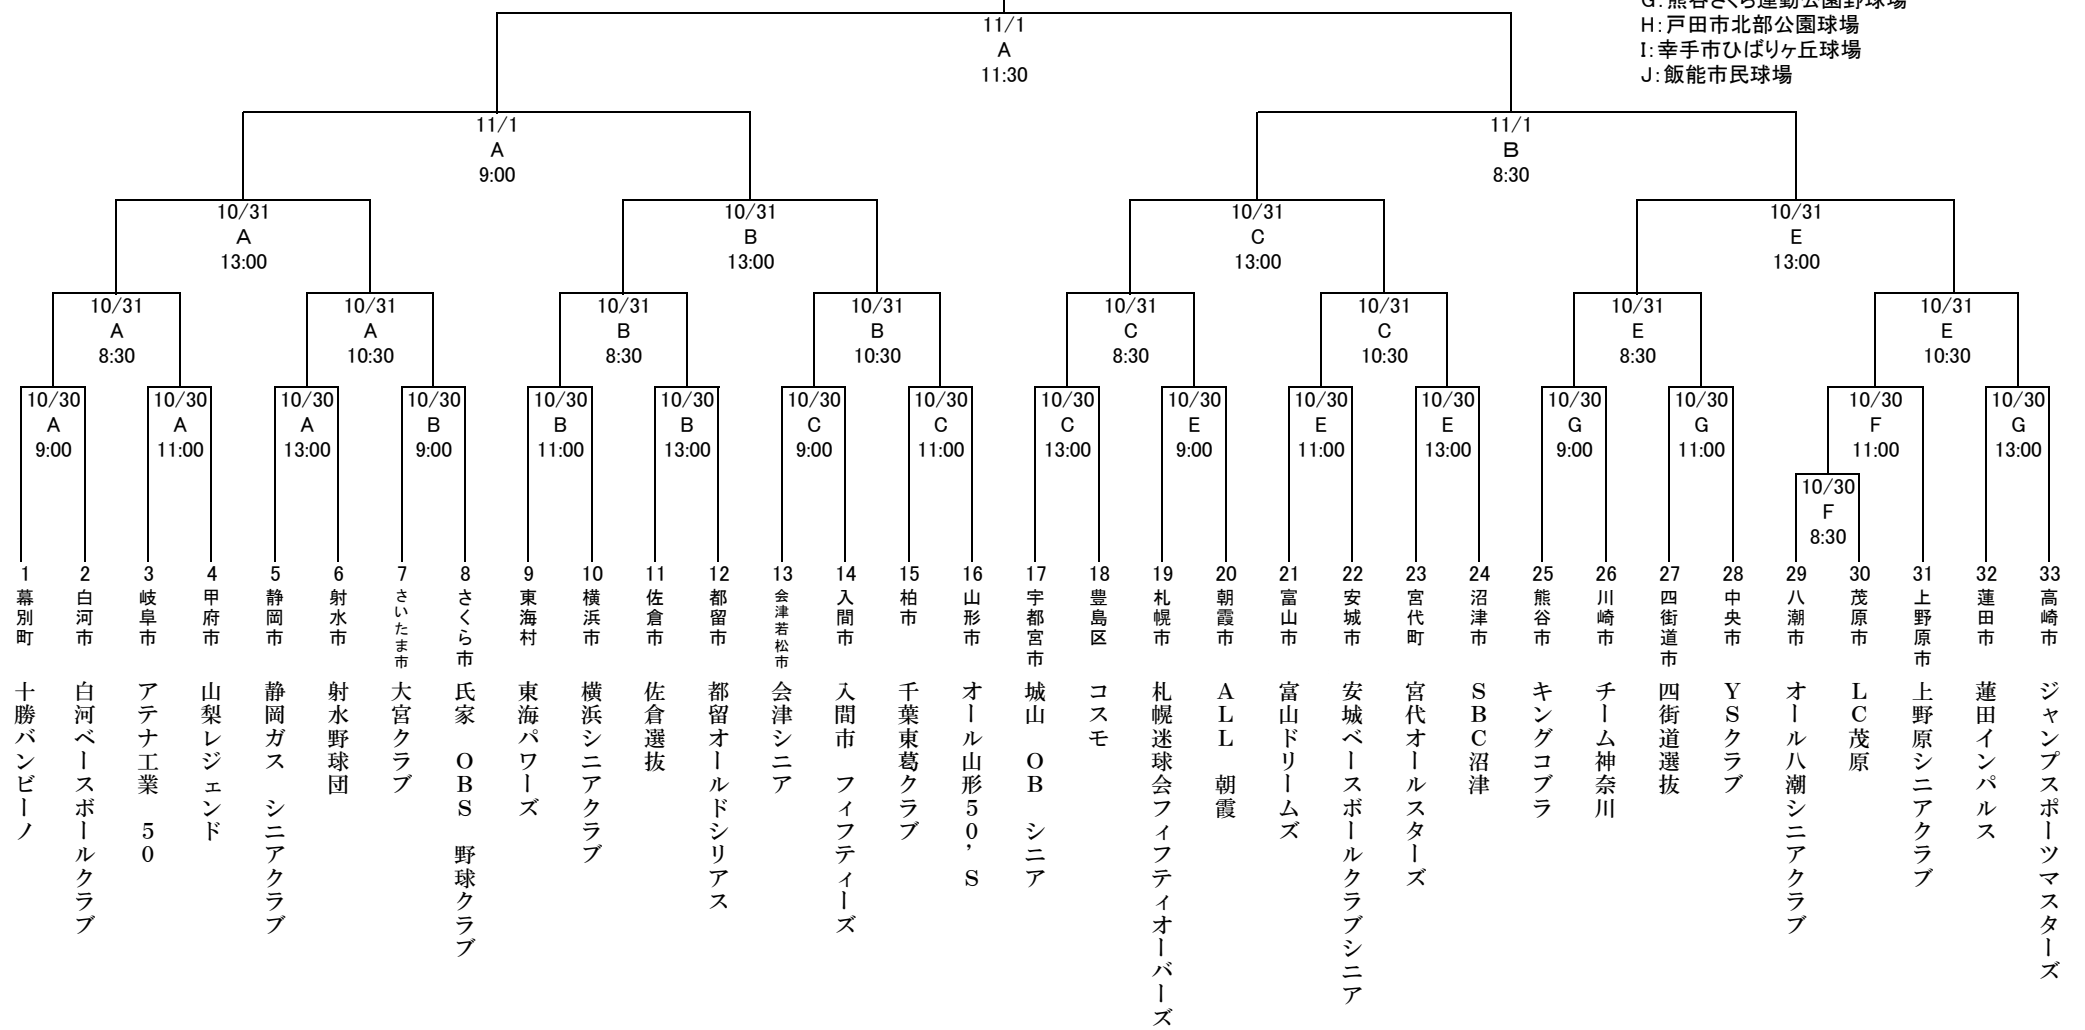 G:熊谷さくら運動公園野球場
H:戸田市北部公園球場
I:幸手市ひばりヶ丘球場
J:飯能市民球場
11/1
A
11:30
11/1
A
9:00
11/1
B
8:30
10/31
A
13:00
10/31
B
13:00
10/31
C
13:00
10/31
E
13:00
10/31
A
8:30
10/31
A
10:30
10/31
B
8:30
10/31
B
10:30
10/31
C
8:30
10/31
C
10:30
10/31
E
8:30
10/31
E
10:30
10/30
A
9:00
10/30
A
11:00
10/30
A
13:00
10/30
B
9:00
10/30
B
11:00
10/30
B
13:00
10/30
C
9:00
10/30
C
11:00
10/30
C
13:00
10/30
E
9:00
10/30
E
11:00
10/30
E
13:00
10/30
G
9:00
10/30
G
11:00
10/30
F
11:00
10/30
G
13:00
10/30
F
8:30
1 幕別町 十勝バンビーノ
2 白河市 白河ベースボールクラブ
3 岐阜市 アテナ工業 50
4 甲府市 山梨レジェンド
5 静岡市 静岡ガス シニアクラブ
6 射水市 射水野球団
7 さいたま市 大宮クラブ
8 さくら市 氏家 OBS 野球クラブ
9 東海村 東海パワーズ
10 横浜市 横浜シニアクラブ
11 佐倉市 佐倉選抜
12 都留市 都留オールドシリアス
13 会津若松市 会津シニア
14 入間市 入間市 フィフティーズ
15 柏市 千葉東葛クラブ
16 山形市 オール山形50’S
17 宇都宮市 城山 OB シニア
18 豊島区 コスモ
19 札幌市 札幌迷球会フィフティオーバーズ
20 朝霞市 ALL 朝霞
21 富山市 富山ドリームズ
22 安城市 安城ベースボールクラブシニア
23 宮代町 宮代オールスターズ
24 沼津市 SBC沼津
25 熊谷市 キングコブラ
26 川崎市 チーム神奈川
27 四街道市 四街道選抜
28 中央市 YSクラブ
29 八潮市 オール八潮シニアクラブ
30 茂原市 LC茂原
31 上野原市 上野原シニアクラブ
32 蓮田市 蓮田インパルス
33 高崎市 ジャンプスポーツマスターズ